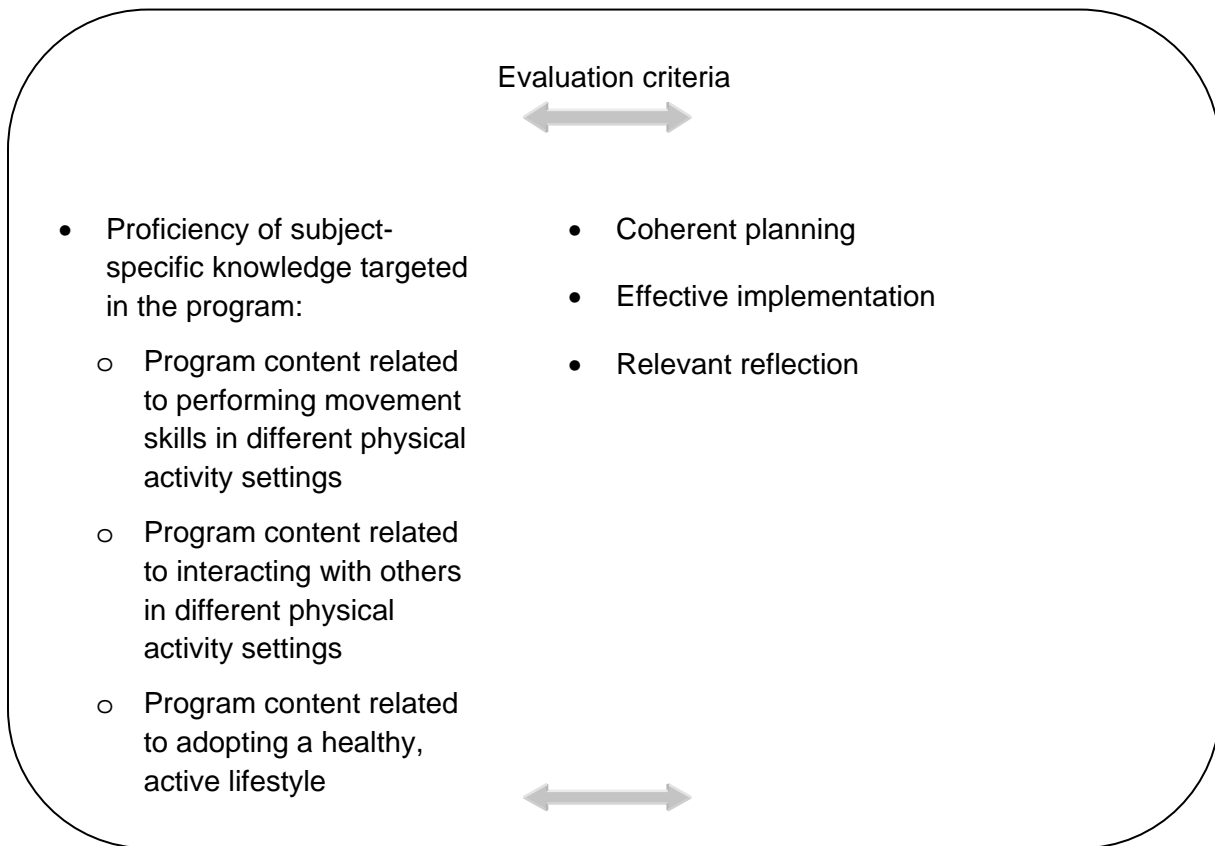 Evaluation criteria
• Proficiency of subject-
specific knowledge targeted
in the program:
o Program content related
to performing movement
skills in different physical
activity settings
o Program content related
to interacting with others
in different physical
activity settings
o Program content related
to adopting a healthy,
active lifestyle
• Coherent planning
• Effective implementation
• Relevant reflection